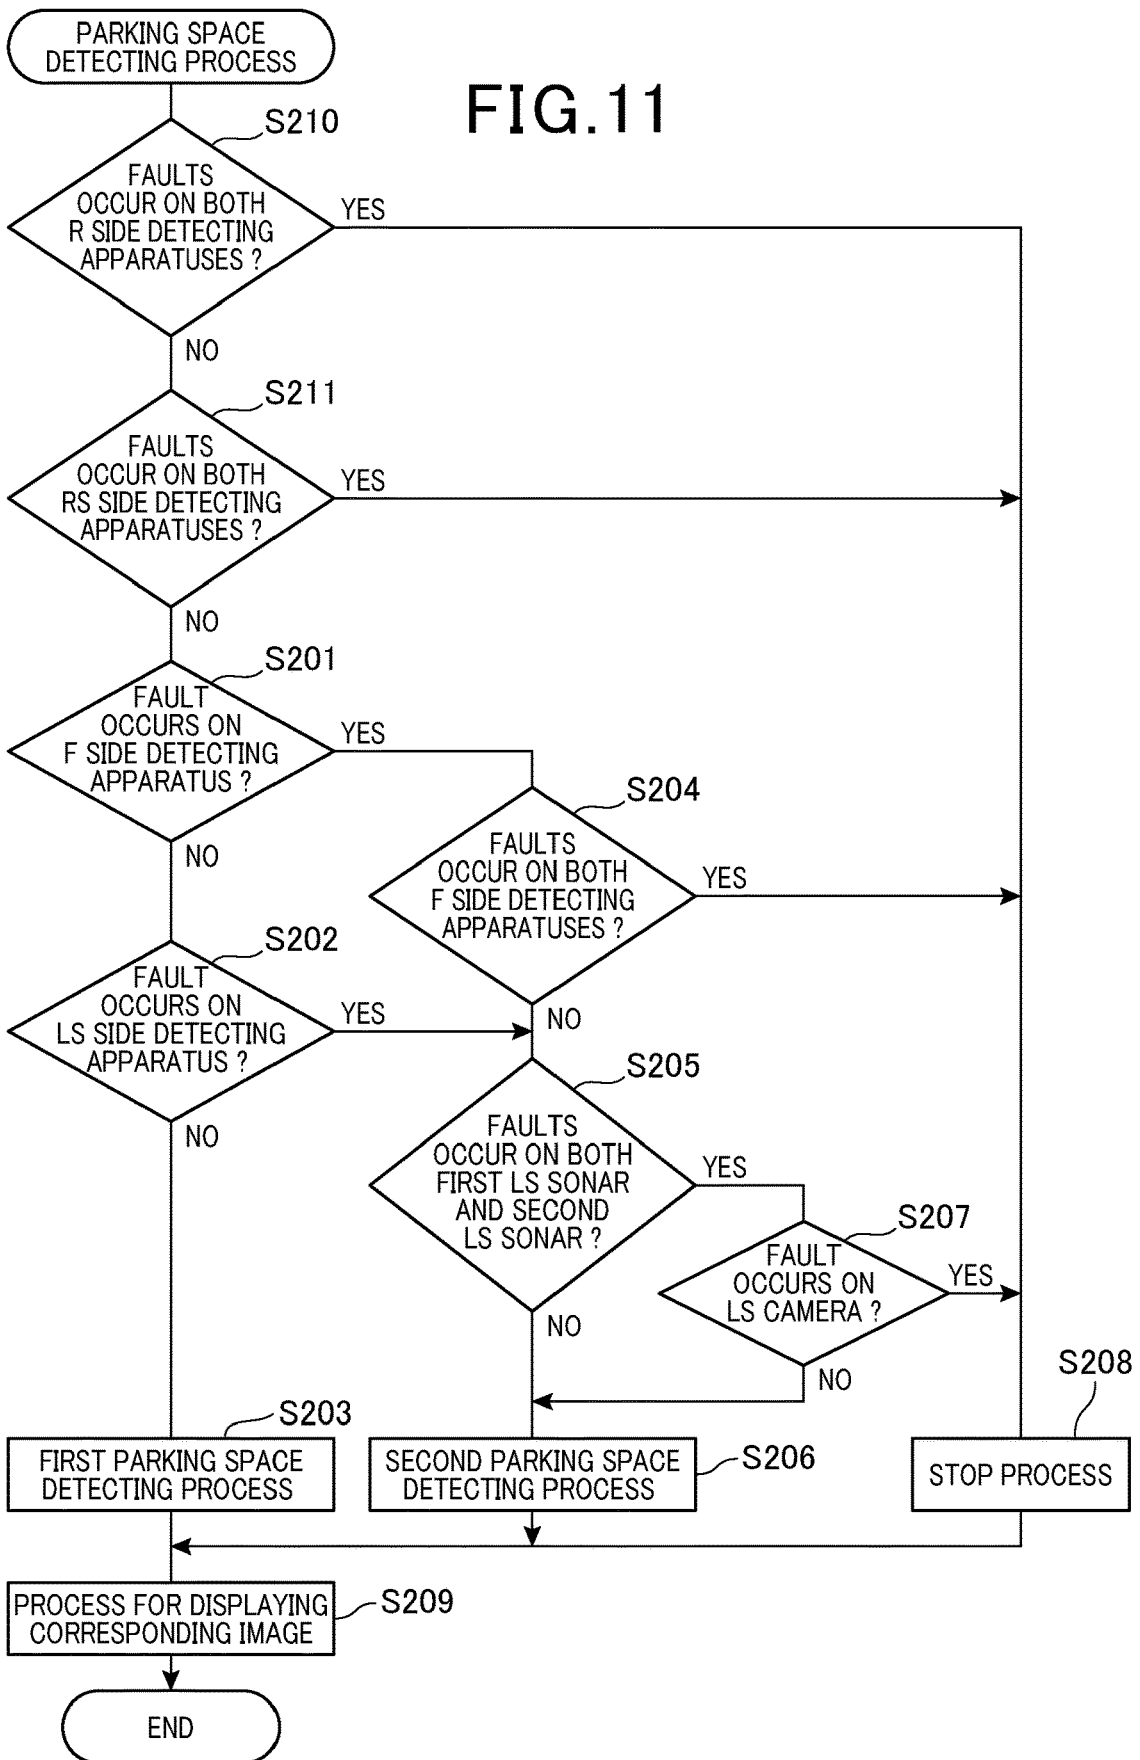 PARKING SPACE
DETECTING PROCESS
FIG.11
S210
FAULTS
OCCUR ON BOTH
R SIDE DETECTING
APPARATUSES ?
YES
NO
S211
FAULTS
OCCUR ON BOTH
RS SIDE DETECTING
APPARATUSES ?
YES
NO
S201
FAULT
OCCURS ON
F SIDE DETECTING
APPARATUS ?
YES
NO
S204
FAULTS
OCCUR ON BOTH
F SIDE DETECTING
APPARATUSES ?
YES
NO
S202
FAULT
OCCURS ON
LS SIDE DETECTING
APPARATUS ?
YES
NO
S205
FAULTS
OCCUR ON BOTH
FIRST LS SONAR
AND SECOND
LS SONAR ?
YES
NO
S207
FAULT
OCCURS ON
LS CAMERA ?
YES
NO
S203
FIRST PARKING SPACE
DETECTING PROCESS
S206
SECOND PARKING SPACE
DETECTING PROCESS
S208
STOP PROCESS
S209
PROCESS FOR DISPLAYING
CORRESPONDING IMAGE
END